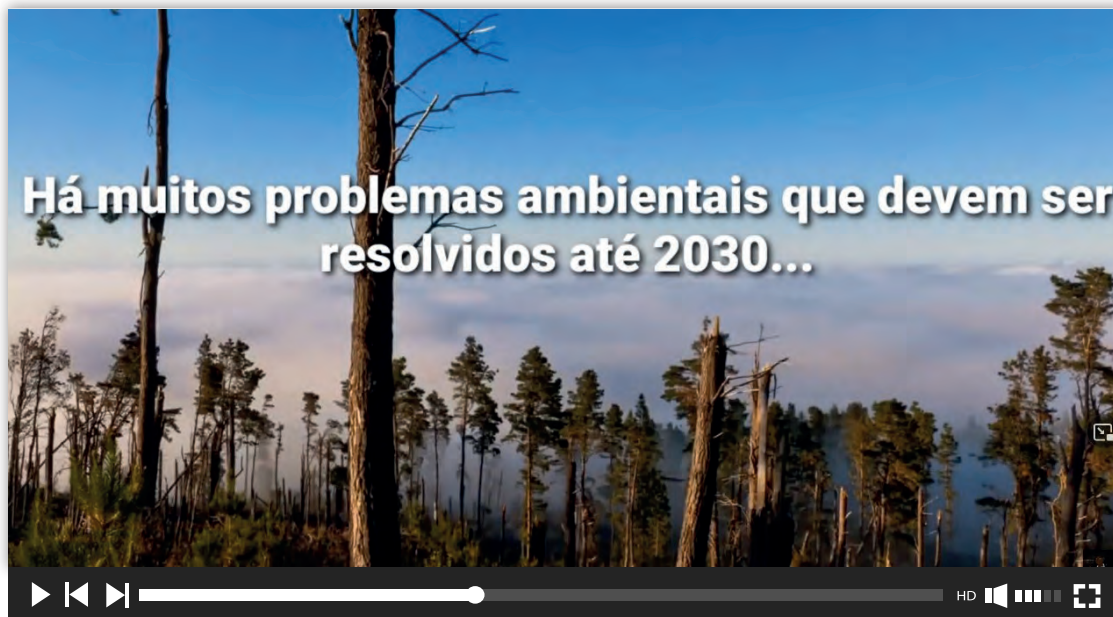 Há muitos problemas ambientais que devem ser
resolvidos até 2030...
HD